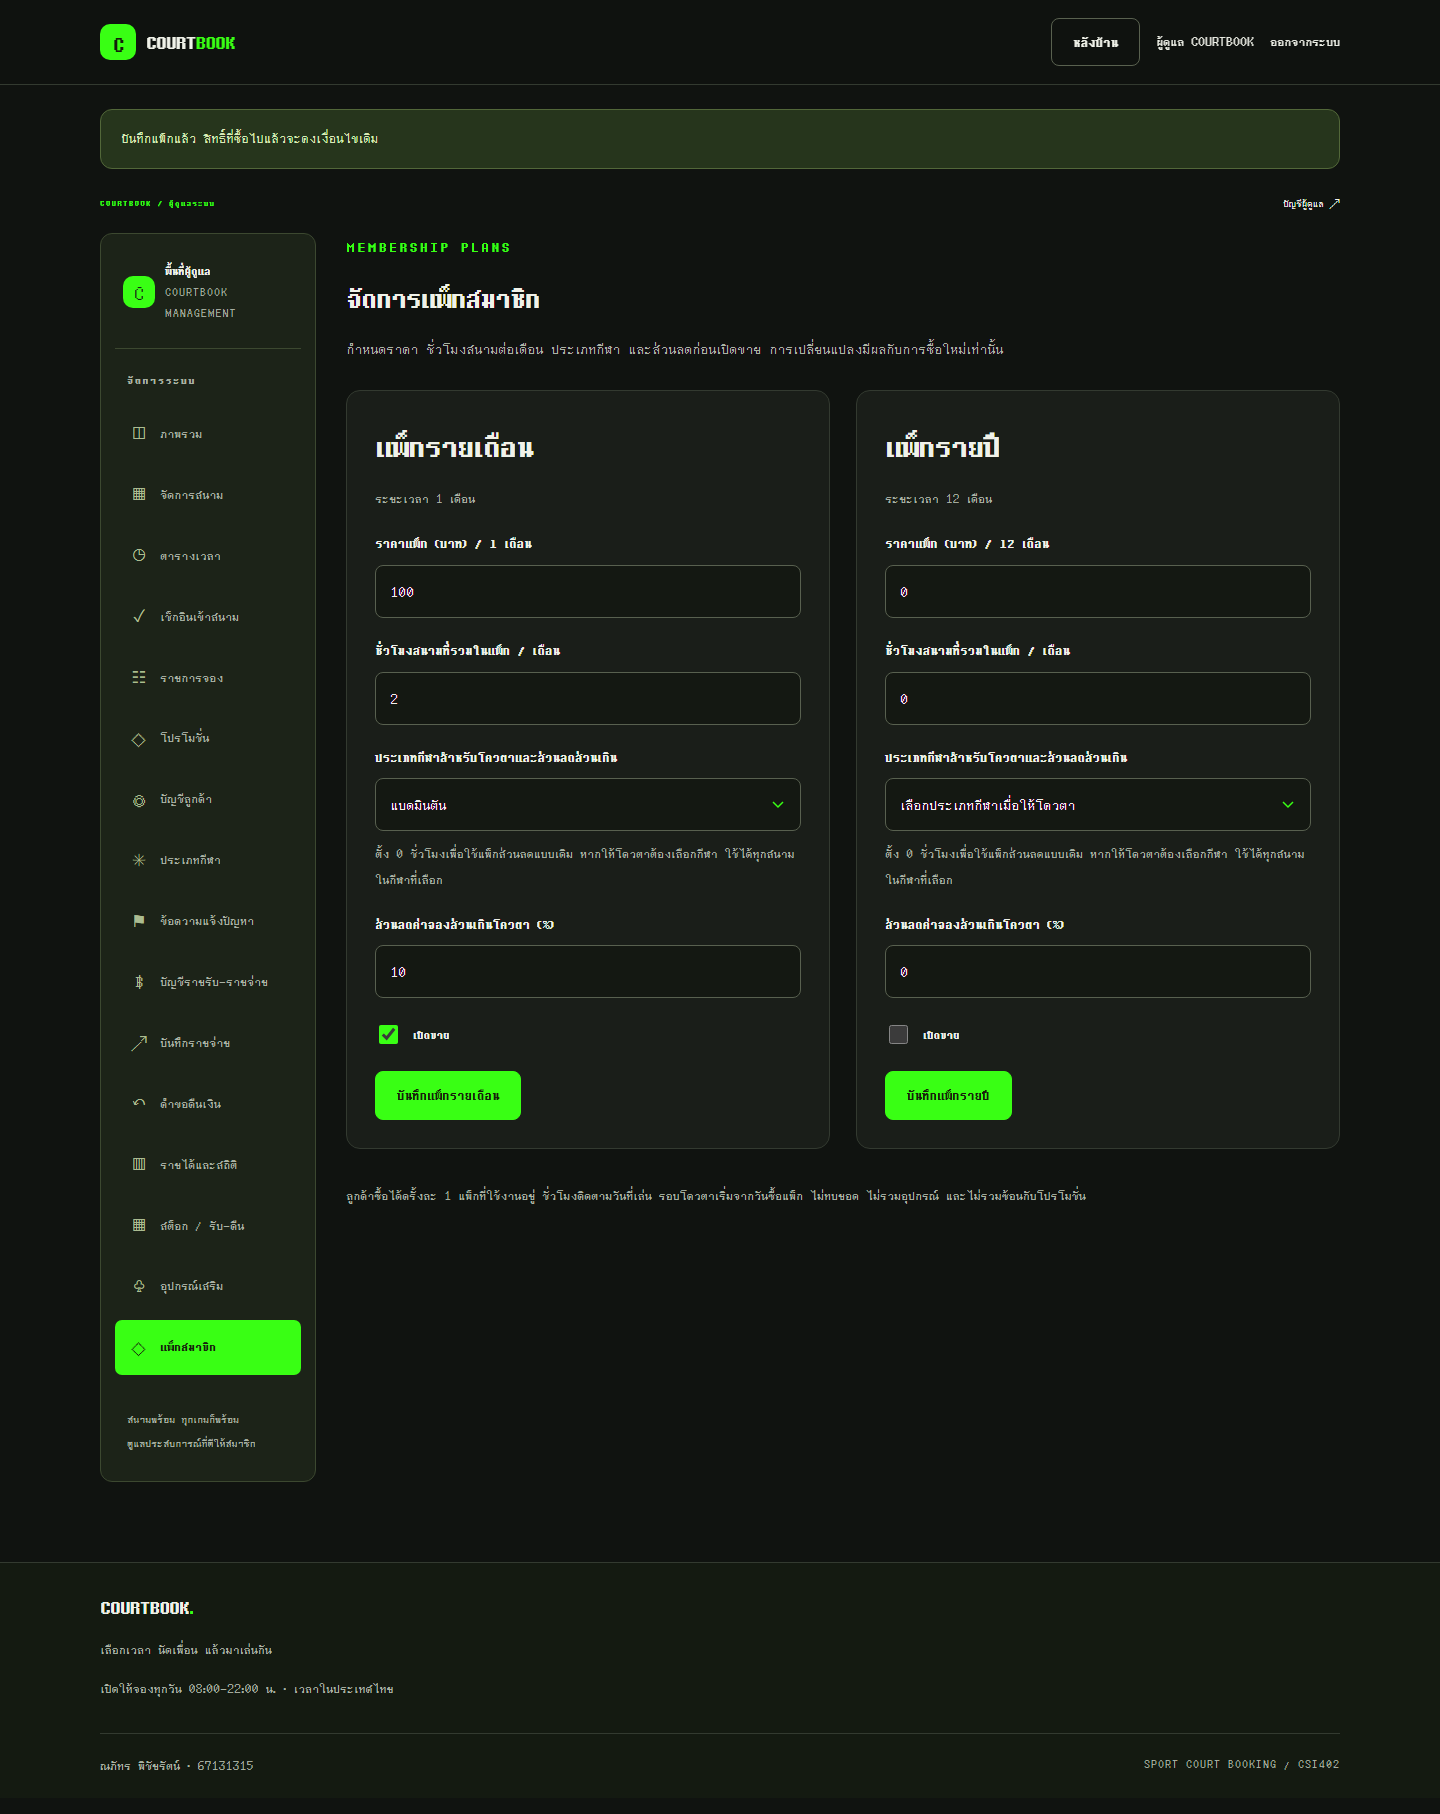 C COURTBOOK
หลังบ้าน
ผู้ดูแล COURTBOOK
ออกจากระบบ
บันทึกแพ็กแล้ว สิทธิ์ที่ซื้อไปแล้วจะคงเงื่อนไขเดิม
COURTBOOK / ผู้ดูแลระบบ
บัญชีผู้ดูแล ↗
C
พื้นที่ผู้ดูแล
COURTBOOK
MANAGEMENT
จัดการระบบ
ภาพรวม
จัดการสนาม
ตารางเวลา
เช็กอินเข้าสนาม
รายการจอง
โปรโมชั่น
บัญชีลูกค้า
ประเภทกีฬา
ข้อความแจ้งปัญหา
฿ บัญชีรายรับ-รายจ่าย
บันทึกรายจ่าย
คำขอคืนเงิน
รายได้และสถิติ
สต็อก / รับ-คืน
อุปกรณ์เสริม
แพ็กสมาชิก
สนามพร้อม ทุกเกมก็พร้อม
ดูแลประสบการณ์ที่ดีให้สมาชิก
MEMBERSHIP PLANS
จัดการแพ็กสมาชิก
กำหนดราคา ชั่วโมงสนามต่อเดือน ประเภทกีฬา และส่วนลดก่อนเปิดขาย การเปลี่ยนแปลงมีผลกับการซื้อใหม่เท่านั้น
แพ็กรายเดือน
ระยะเวลา 1 เดือน
ราคาแพ็ก (บาท) / 1 เดือน
100
ชั่วโมงสนามที่รวมในแพ็ก / เดือน
2
ประเภทกีฬาสำหรับโควตาและส่วนลดส่วนเกิน
แบดมินตัน
ตั้ง 0 ชั่วโมงเพื่อใช้แพ็กส่วนลดแบบเดิม หากให้โควตาต้องเลือกกีฬา ใช้ได้ทุกสนาม
ในกีฬาที่เลือก
ส่วนลดค่าจองส่วนเกินโควตา (%)
10
เปิดขาย
บันทึกแพ็กรายเดือน
แพ็กรายปี
ระยะเวลา 12 เดือน
ราคาแพ็ก (บาท) / 12 เดือน
0
ชั่วโมงสนามที่รวมในแพ็ก / เดือน
0
ประเภทกีฬาสำหรับโควตาและส่วนลดส่วนเกิน
เลือกประเภทกีฬาเมื่อให้โควตา
ตั้ง 0 ชั่วโมงเพื่อใช้แพ็กส่วนลดแบบเดิม หากให้โควตาต้องเลือกกีฬา ใช้ได้ทุกสนาม
ในกีฬาที่เลือก
ส่วนลดค่าจองส่วนเกินโควตา (%)
0
เปิดขาย
บันทึกแพ็กรายปี
ลูกค้าซื้อได้ครั้งละ 1 แพ็กที่ใช้งานอยู่ ชั่วโมงคิดตามวันที่เล่น รอบโควตาเริ่มจากวันซื้อแพ็ก ไม่ทบยอด ไม่รวมอุปกรณ์ และไม่รวมซ้อนกับโปรโมชั่น
COURTBOOK.
เลือกเวลา นัดเพื่อน แล้วมาเล่นกัน
เปิดให้จองทุกวัน 08:00–22:00 น. · เวลาในประเทศไทย
ณภัทร พิชัยรัตน์ · 67131315
SPORT COURT BOOKING / CSI402